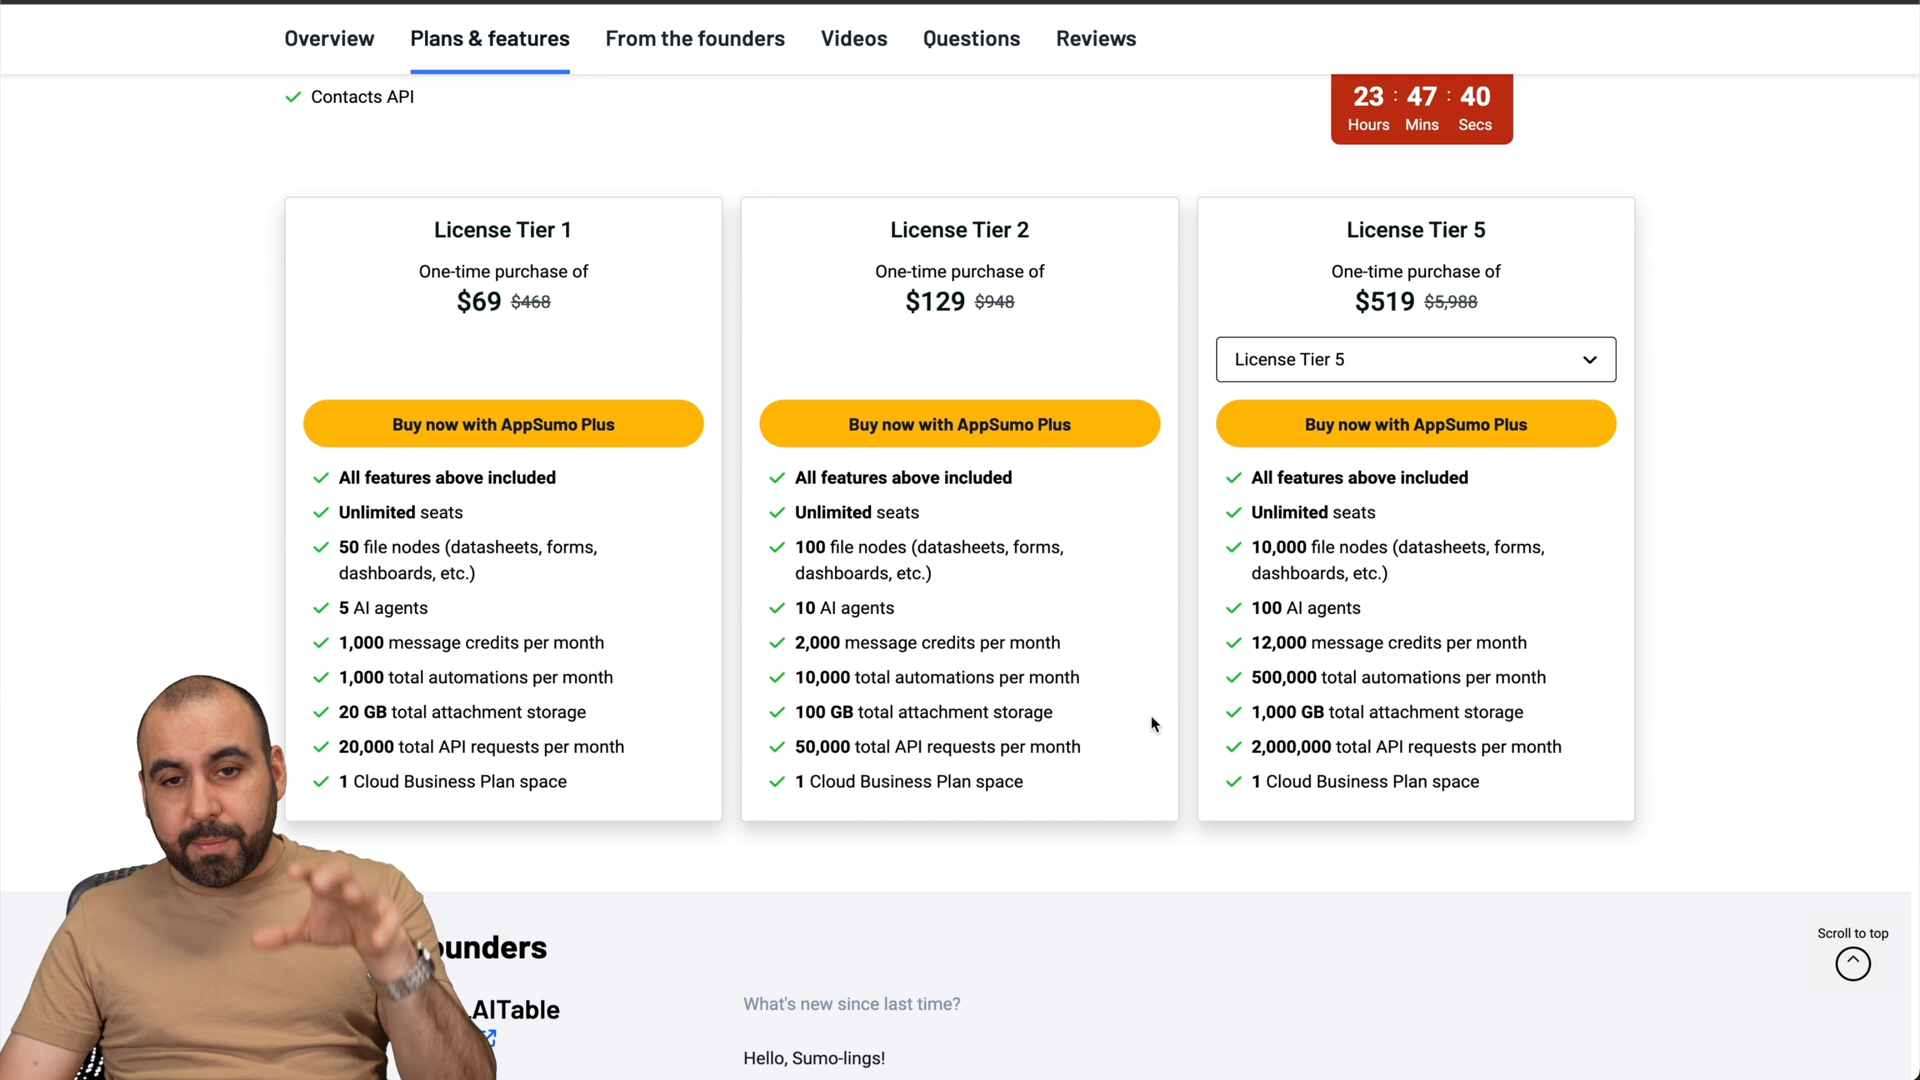 Overview Plans & features From the founders Videos Questions Reviews
Contacts API
23 : 47 : 40
Hours Mins Secs
License Tier 1
One-time purchase of
$69 $468
Buy now with AppSumo Plus
All features above included
Unlimited seats
50 file nodes (datasheets, forms,
dashboards, etc.)
5 AI agents
1,000 message credits per month
1,000 total automations per month
20 GB total attachment storage
20,000 total API requests per month
1 Cloud Business Plan space
License Tier 2
One-time purchase of
$129 $948
Buy now with AppSumo Plus
All features above included
Unlimited seats
100 file nodes (datasheets, forms,
dashboards, etc.)
10 AI agents
2,000 message credits per month
10,000 total automations per month
100 GB total attachment storage
50,000 total API requests per month
1 Cloud Business Plan space
License Tier 5
One-time purchase of
$519 $5,988
License Tier 5
Buy now with AppSumo Plus
All features above included
Unlimited seats
10,000 file nodes (datasheets, forms,
dashboards, etc.)
100 AI agents
12,000 message credits per month
500,000 total automations per month
1,000 GB total attachment storage
2,000,000 total API requests per month
1 Cloud Business Plan space
ounders
.AITable
What's new since last time?
Hello, Sumo-lings!
Scroll to top